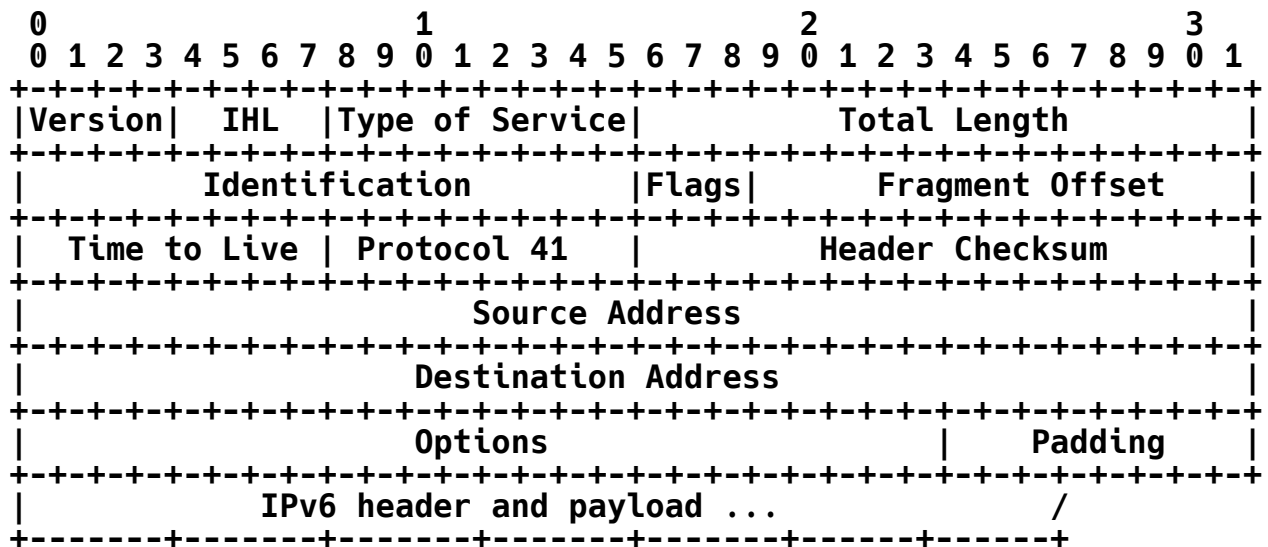 0                   1                   2                   3
 0 1 2 3 4 5 6 7 8 9 0 1 2 3 4 5 6 7 8 9 0 1 2 3 4 5 6 7 8 9 0 1
+-+-+-+-+-+-+-+-+-+-+-+-+-+-+-+-+-+-+-+-+-+-+-+-+-+-+-+-+-+-+-+-+
|Version|  IHL  |Type of Service|          Total Length         |
+-+-+-+-+-+-+-+-+-+-+-+-+-+-+-+-+-+-+-+-+-+-+-+-+-+-+-+-+-+-+-+-+
|         Identification        |Flags|      Fragment Offset    |
+-+-+-+-+-+-+-+-+-+-+-+-+-+-+-+-+-+-+-+-+-+-+-+-+-+-+-+-+-+-+-+-+
|  Time to Live | Protocol 41   |         Header Checksum       |
+-+-+-+-+-+-+-+-+-+-+-+-+-+-+-+-+-+-+-+-+-+-+-+-+-+-+-+-+-+-+-+-+
|                       Source Address                          |
+-+-+-+-+-+-+-+-+-+-+-+-+-+-+-+-+-+-+-+-+-+-+-+-+-+-+-+-+-+-+-+-+
|                    Destination Address                        |
+-+-+-+-+-+-+-+-+-+-+-+-+-+-+-+-+-+-+-+-+-+-+-+-+-+-+-+-+-+-+-+-+
|                    Options                    |    Padding    |
+-+-+-+-+-+-+-+-+-+-+-+-+-+-+-+-+-+-+-+-+-+-+-+-+-+-+-+-+-+-+-+-+
|            IPv6 header and payload ...              /
+-------+-------+-------+-------+-------+------+------+